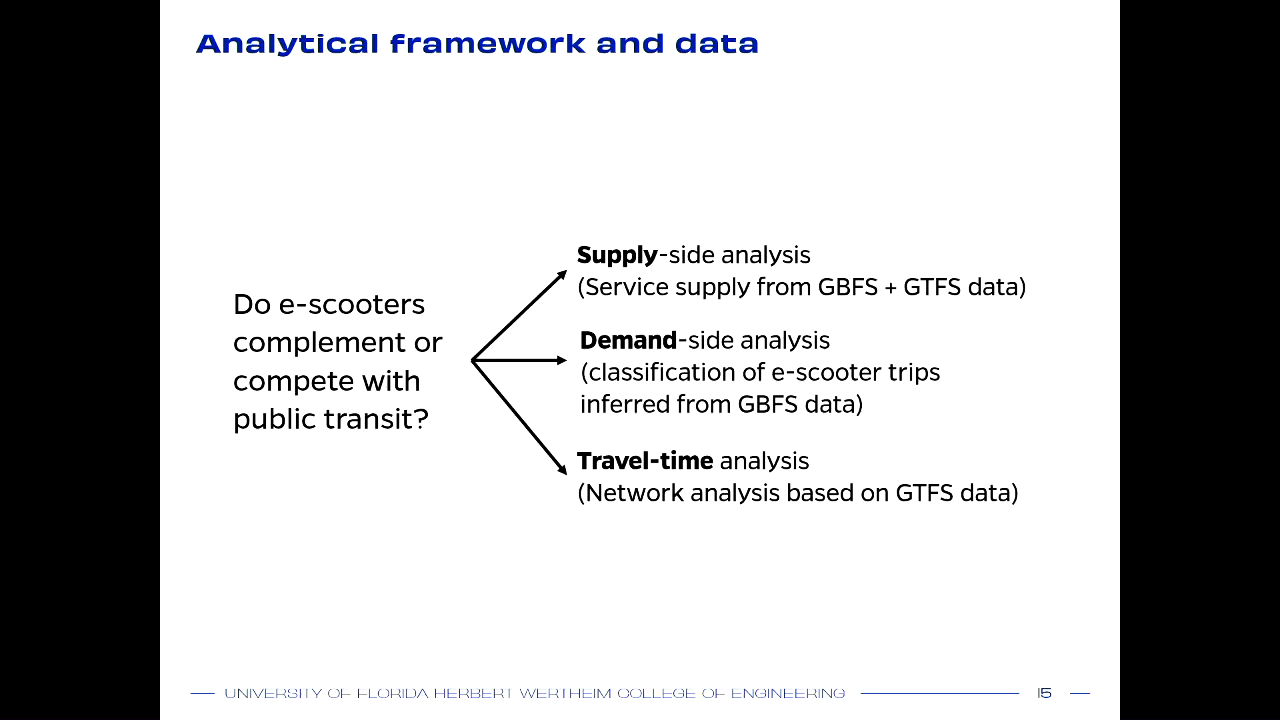 Analytical framework and data
Do e-scooters
complement or
compete with
public transit?
Supply-side analysis
(Service supply from GBFS + GTFS data)
Demand-side analysis
(classification of e-scooter trips
inferred from GBFS data)
Travel-time analysis
(Network analysis based on GTFS data)
UNIVERSITY OF FLORIDA HERBERT WERTHEIM COLLEGE OF ENGINEERING
15